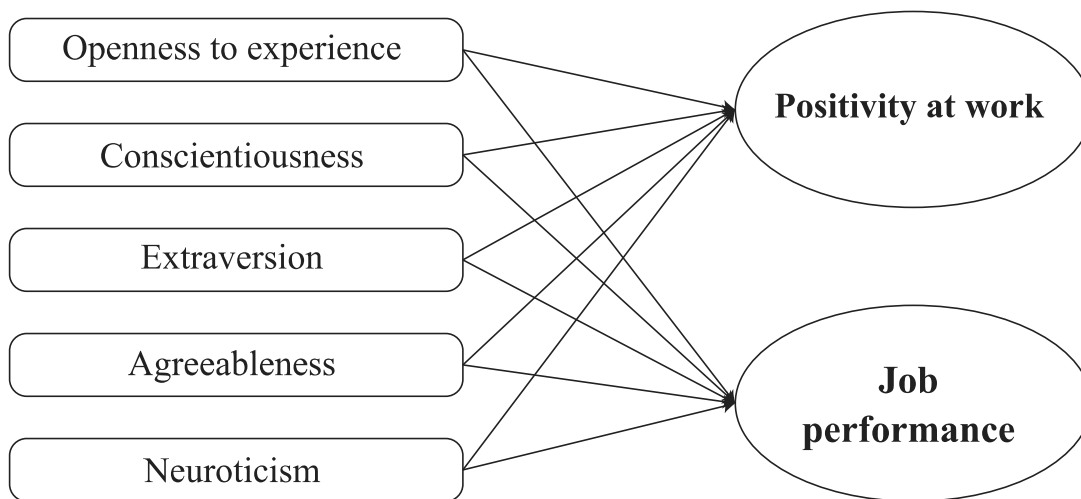 Openness to experience
Conscientiousness
Extraversion
Agreeableness
Neuroticism
Positivity at work
Job
performance